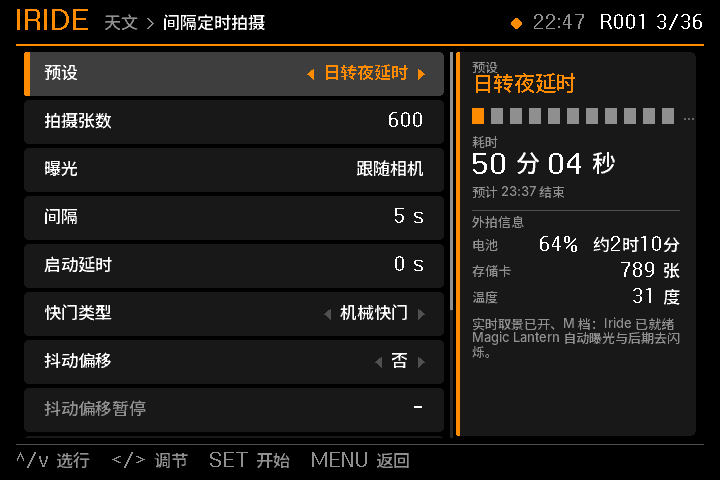 IRIDE 天文 > 间隔定时拍摄 22:47 R001 3/36
预设 日转夜延时
拍摄张数 600
曝光 跟随相机
间隔 5 s
启动延时 0 s
快门类型 机械快门
抖动偏移 否
抖动偏移暂停 -
预设
日转夜延时
...
耗时
50 分 04 秒
预计 23:37 结束
外拍信息
电池 64% 约2时10分
存储卡 789 张
温度 31 度
实时取景已开、M 档: Iride 已就绪
Magic Lantern 自动曝光与后期去闪
烁。
^/v 选行 </> 调节 SET 开始 MENU 返回